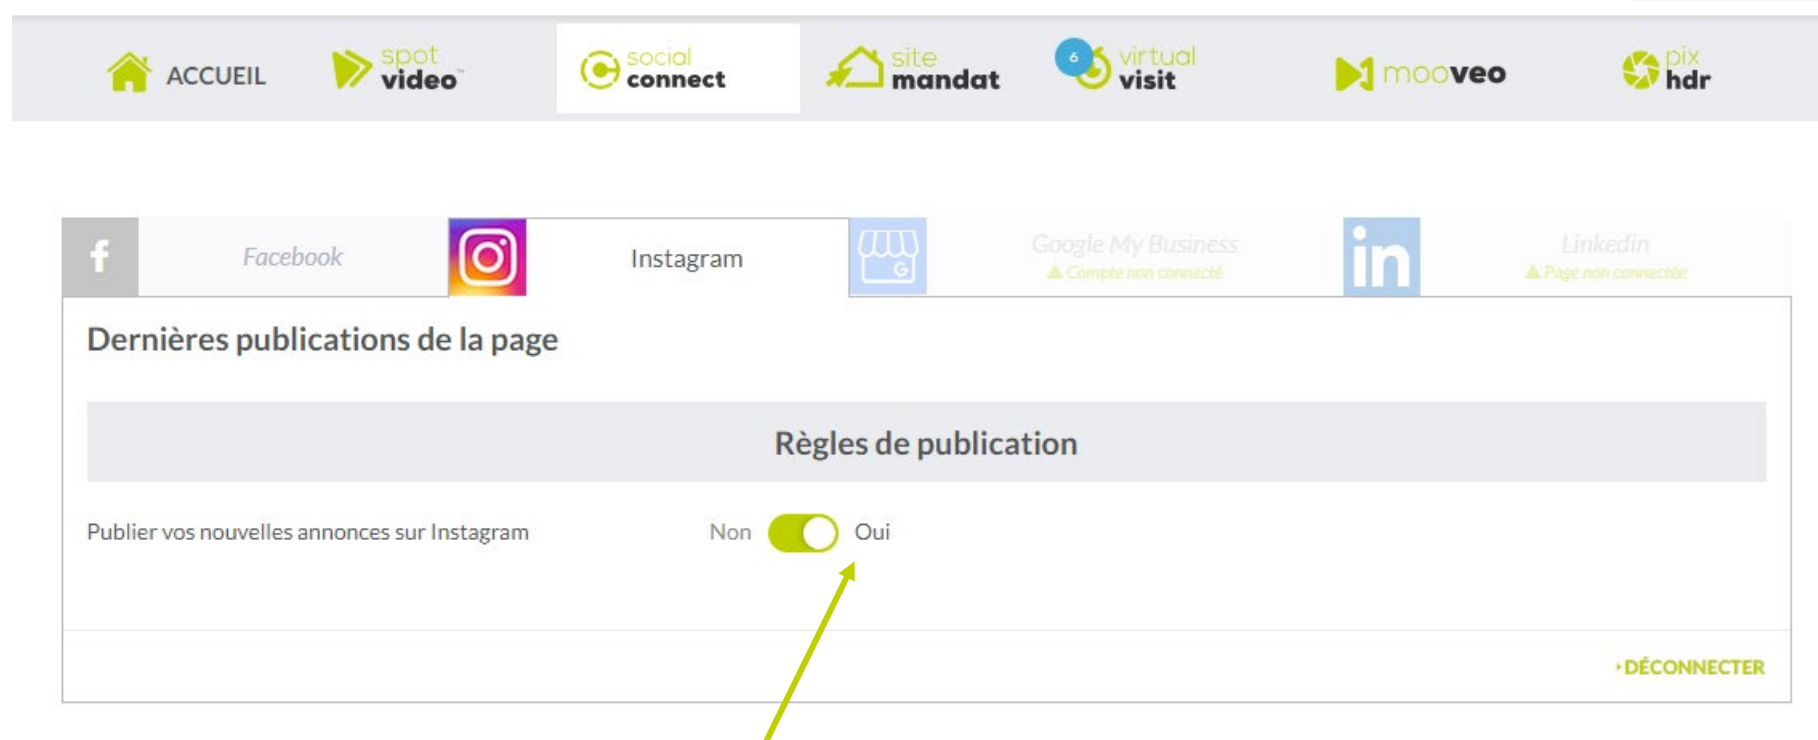 ACCUEIL
spot
video™
social
connect
site
mandat
6
virtual
visit
mooveo
pix
hdr
f
Facebook
Instagram
G
Google My Business
Compte non connecté
in
Linkedin
Page non connectée
Dernières publications de la page
Règles de publication
Publier vos nouvelles annonces sur Instagram
Non
Oui
DÉCONNECTER